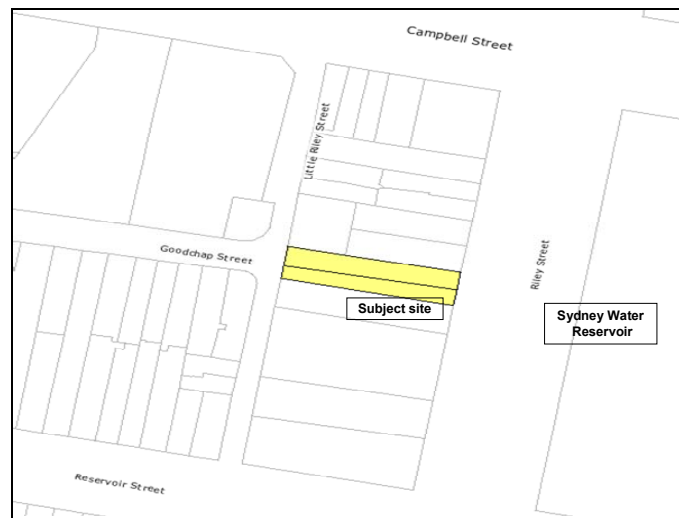 Campbell Street
Little Riley Street
Goodchap Street
Riley Street
Subject site
Sydney Water
Reservoir
Reservoir Street